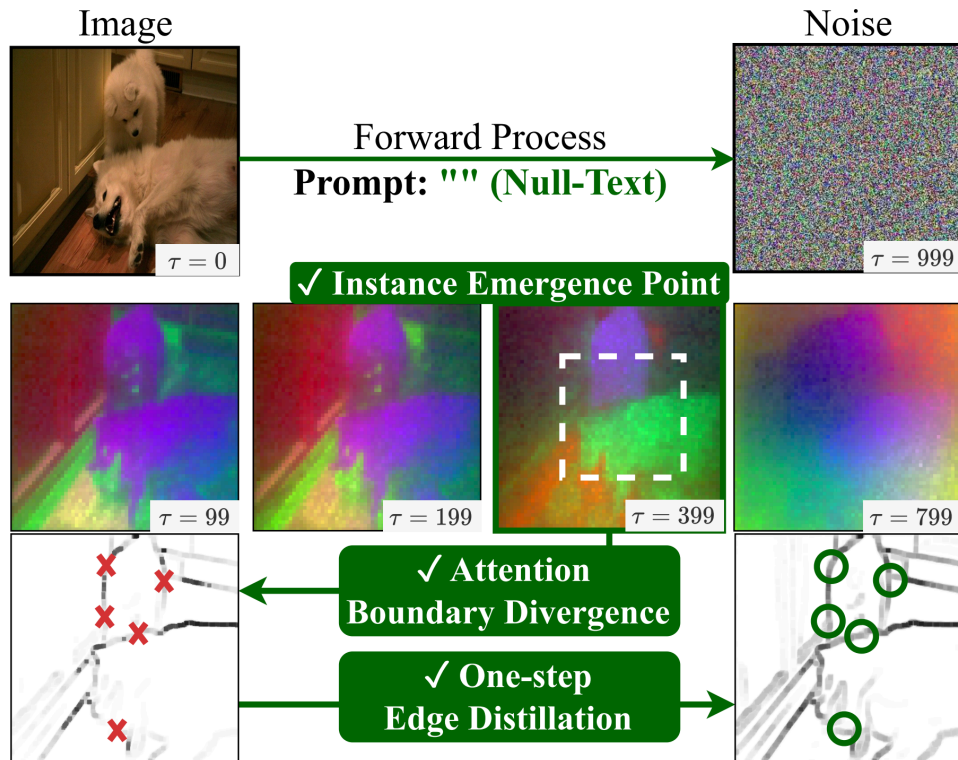 Image
Noise
Forward Process
Prompt: "" (Null-Text)
τ = 0
τ = 999
✓ Instance Emergence Point
τ = 99
τ = 199
τ = 399
τ = 799
✓ Attention
Boundary Divergence
✓ One-step
Edge Distillation